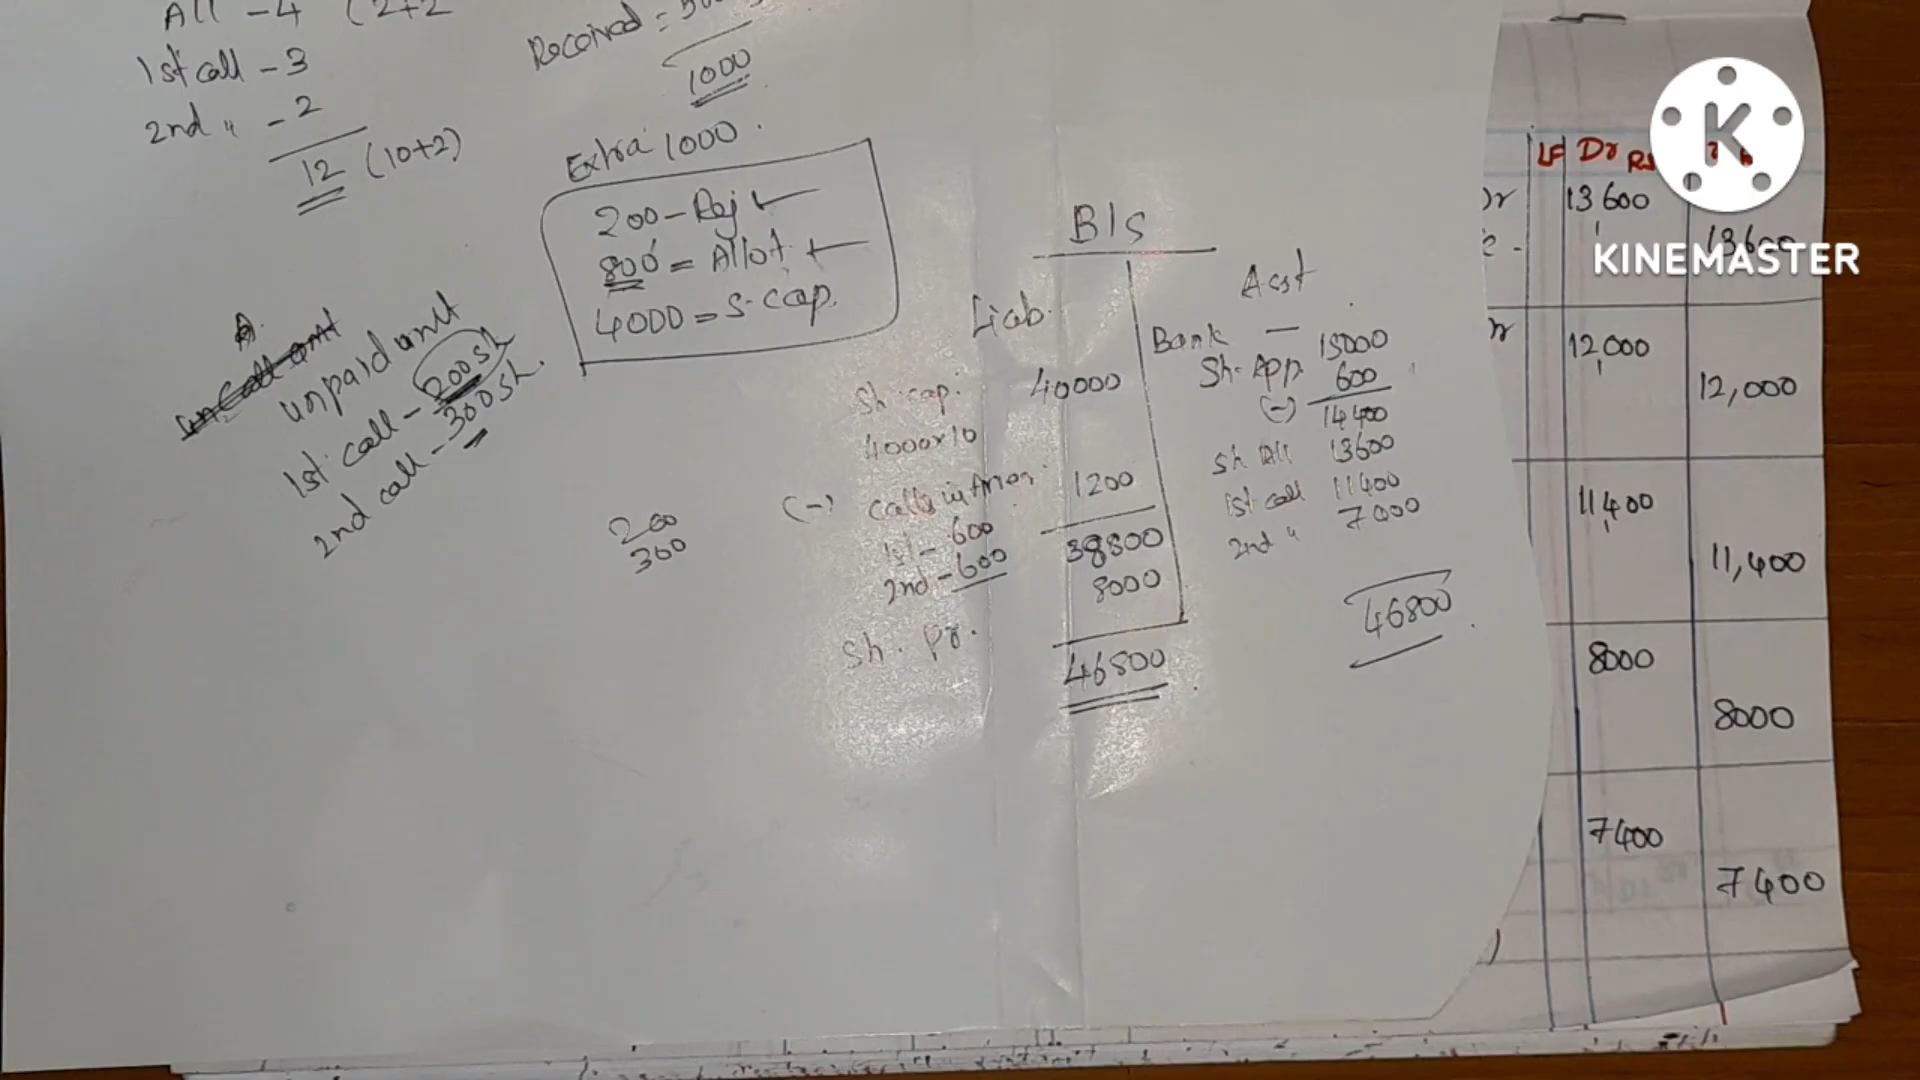 All - 4 (2+2
1st call - 3
2nd " - 2
12 (10+2)
Received =
1000
Extra 1000.
200 - Rej
800 = Allot.
4000 = S. cap.
unpaid amt
1st call - 200 sh
2nd call - 300 sh.
200
300
B/S
Liab.
Sh. cap. 40000
4000x10
(-) Calls in Arrear 1200
1st - 600
2nd - 600
38800
8000
Sh. Pr.
46800
Asst
Bank —
Sh. App. 15000
(-) 600
14400
Sh All 13600
1st call 11400
2nd " 7000
46800
LF Dr Rs
Dr 13600
13600
12,000
12,000
11,400
11,400
8000
8000
7400
7400
KINEMASTER